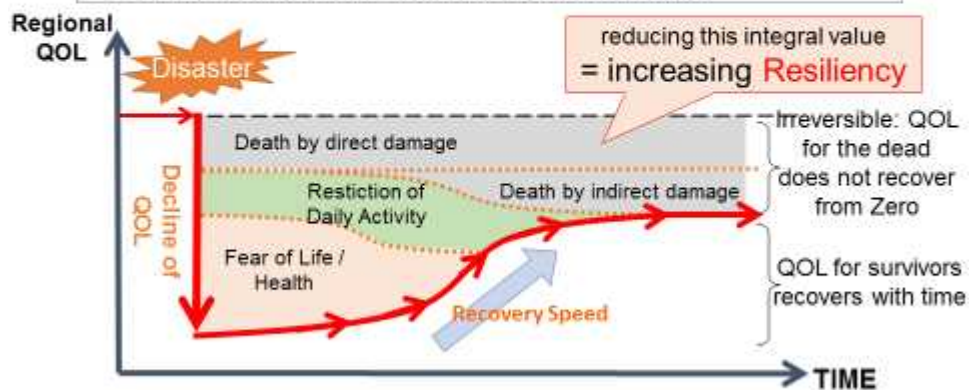 Regional
QOL
Disaster
reducing this integral value
= increasing Resiliency
Death by direct damage
Irreversible: QOL
for the dead
does not recover
from Zero
Decline of
QOL
Restiction of
Daily Activity
Death by indirect damage
Fear of Life /
Health
Recovery Speed
QOL for survivors
recovers with time
TIME